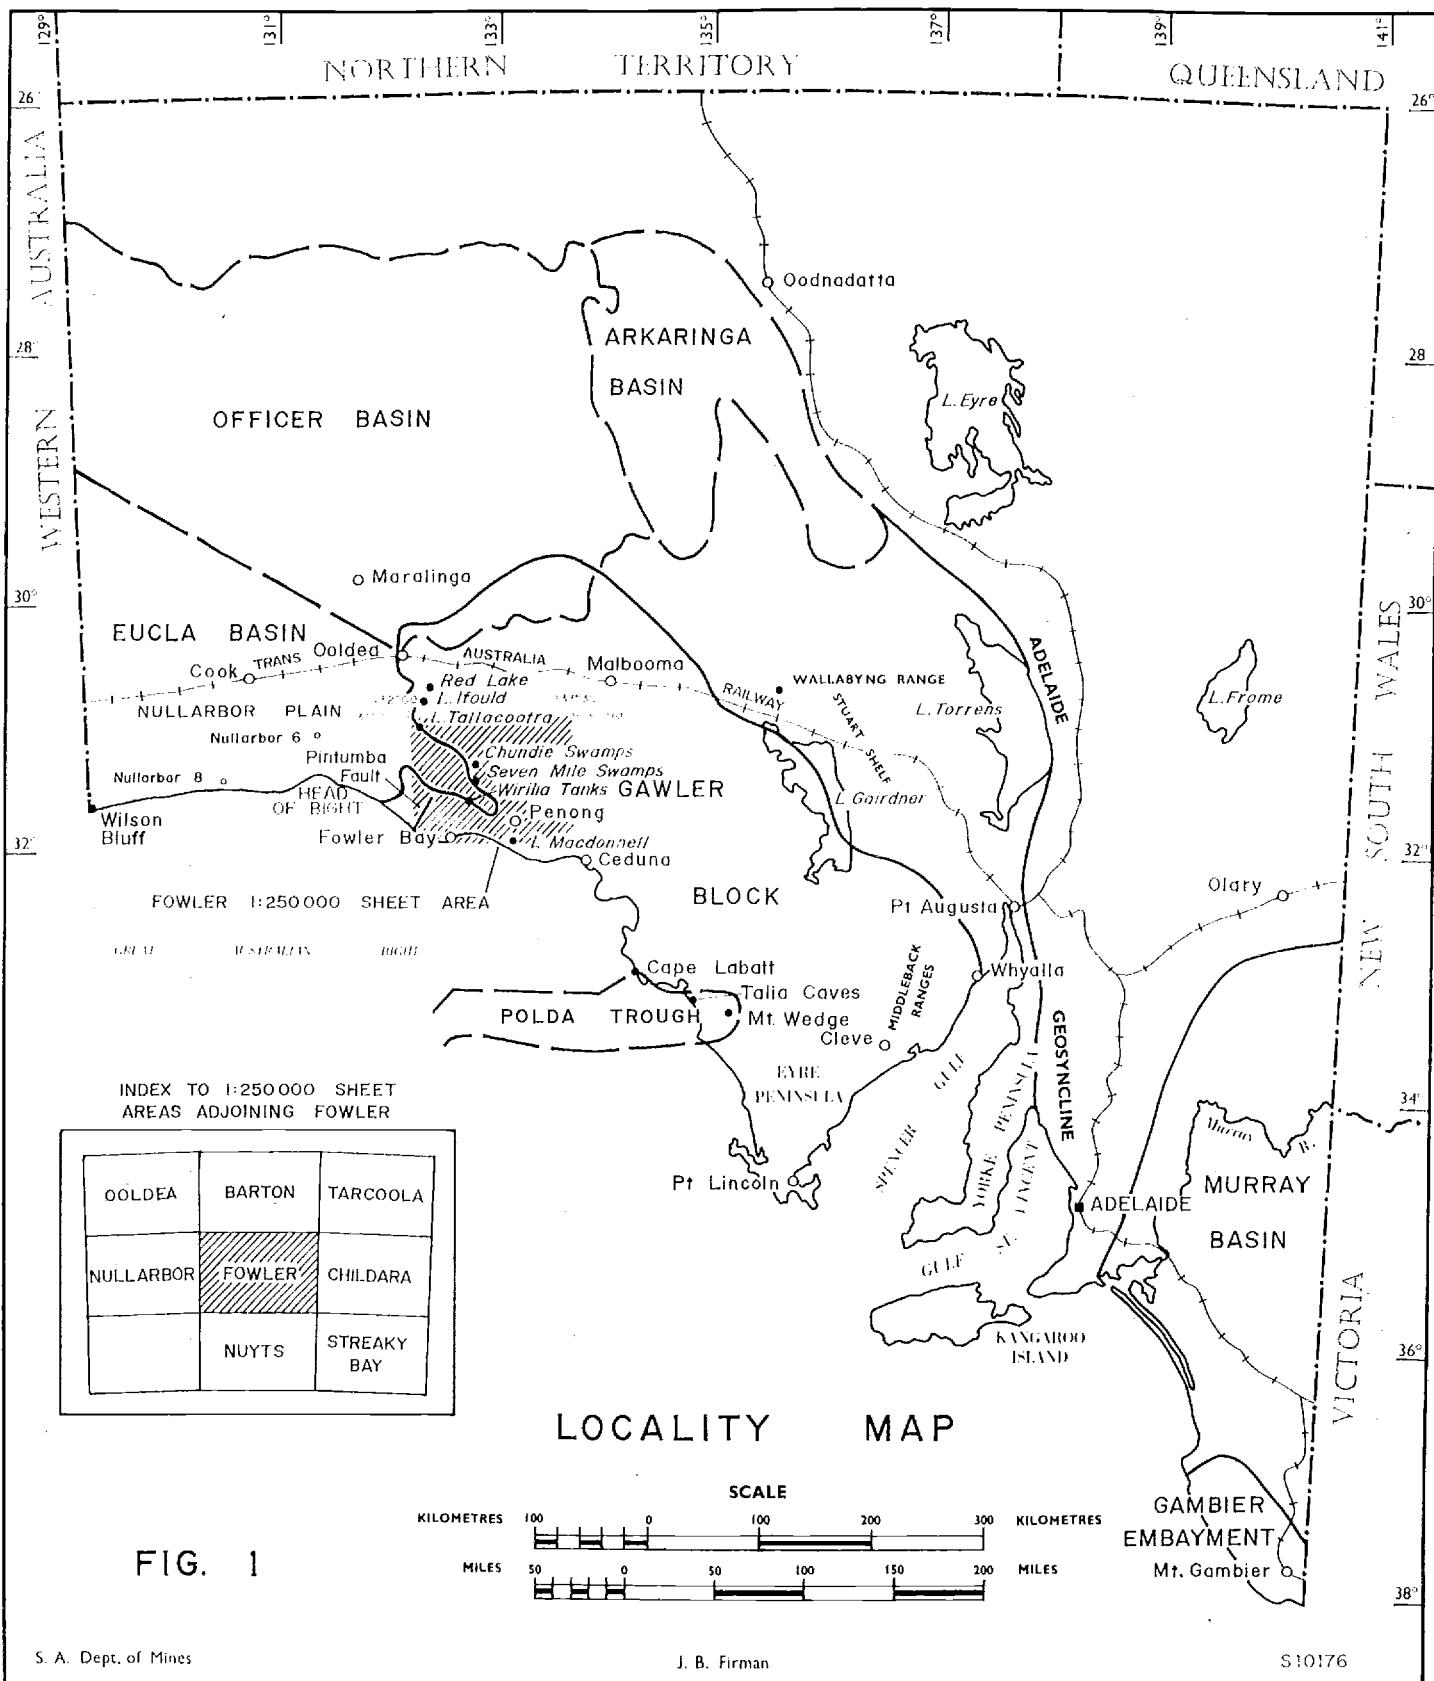 129° 131° 133° 135° 137° 139° 141°
NORTHERN TERRITORY QUEENSLAND
26° 26°
WESTERN AUSTRALIA
Oodnadatta
ARKARINGA
BASIN
28° 28
L. Eyre
OFFICER BASIN
Maralinga
30° 30°
EUCLA BASIN
Ooldea
TRANS AUSTRALIA RAILWAY
Cook
Malbooma
Red Lake
L. Ifould
WALLABYNG RANGE
ADELAIDE
L. Frome
NULLARBOR PLAIN
L. Tallacootra
L. Torrens
STUART SHELF
Nullarbor 6
Pintumba
Fault
Chundie Swamps
Seven Mile Swamps
Nullarbor 8
HEAD
OF BIGHT
Wirilia Tanks
GAWLER
L. Gairdner
Wilson
Bluff
Penong
Fowler Bay
L. Macdonnell
32° 32°
Ceduna
NEW SOUTH WALES
FOWLER 1:250000 SHEET AREA
BLOCK
Olary
Pt Augusta
GREAT AUSTRALIAN BIGHT
Cape Labatt
MIDDLEBACK
RANGES
Whyalla
Talia Caves
POLDA TROUGH
Mt. Wedge
Cleve
GEOSYNCLINE
EYRE
PENINSULA
SPENCER GULF
YORKE PENINSULA
GULF ST. VINCENT
34° 34°
Murray R.
INDEX TO 1:250000 SHEET
AREAS ADJOINING FOWLER
OOLDEA BARTON TARCOOLA
NULLARBOR FOWLER CHILDARA
NUYTS STREAKY
BAY
Pt Lincoln
ADELAIDE
MURRAY
BASIN
KANGAROO
ISLAND
36°
VICTORIA
LOCALITY MAP
SCALE
KILOMETRES 100 0 100 200 300 KILOMETRES
MILES 50 0 50 100 150 200 MILES
GAMBIER
EMBAYMENT
Mt. Gambier
38°
FIG. 1
S. A. Dept. of Mines J. B. Firman S10176